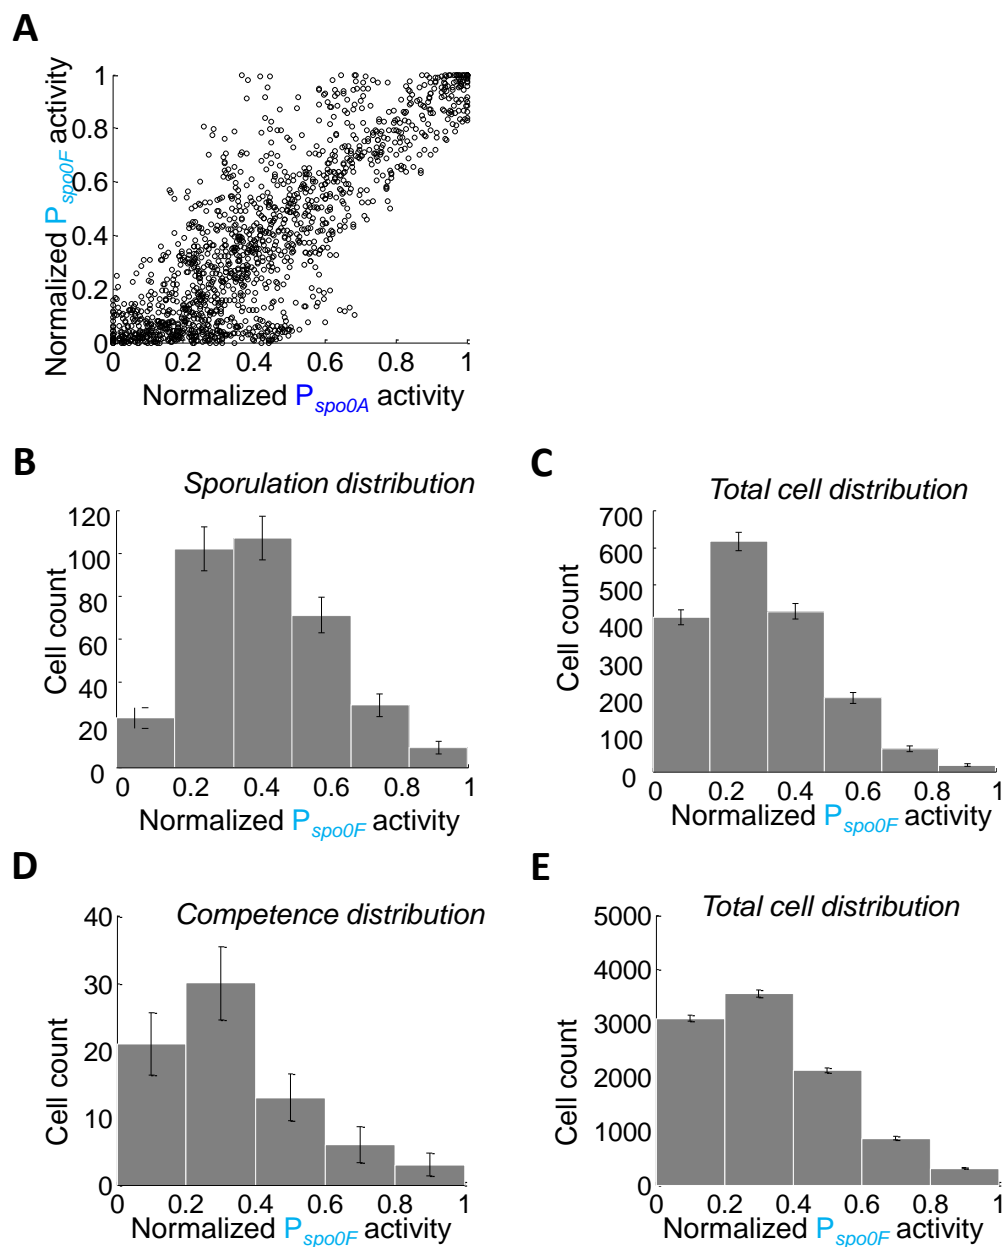 A
Normalized Pspo0F activity
1
0.8
0.6
0.4
0.2
0
0 0.2 0.4 0.6 0.8 1
Normalized Pspo0A activity
B
Sporulation distribution
Cell count
120
100
80
60
40
20
0
0 0.2 0.4 0.6 0.8 1
Normalized Pspo0F activity
C
Total cell distribution
Cell count
700
600
500
400
300
200
100
0
0 0.2 0.4 0.6 0.8 1
Normalized Pspo0F activity
D
Competence distribution
Cell count
40
30
20
10
0
0 0.2 0.4 0.6 0.8 1
Normalized Pspo0F activity
E
Total cell distribution
Cell count
5000
4000
3000
2000
1000
0
0 0.2 0.4 0.6 0.8 1
Normalized Pspo0F activity